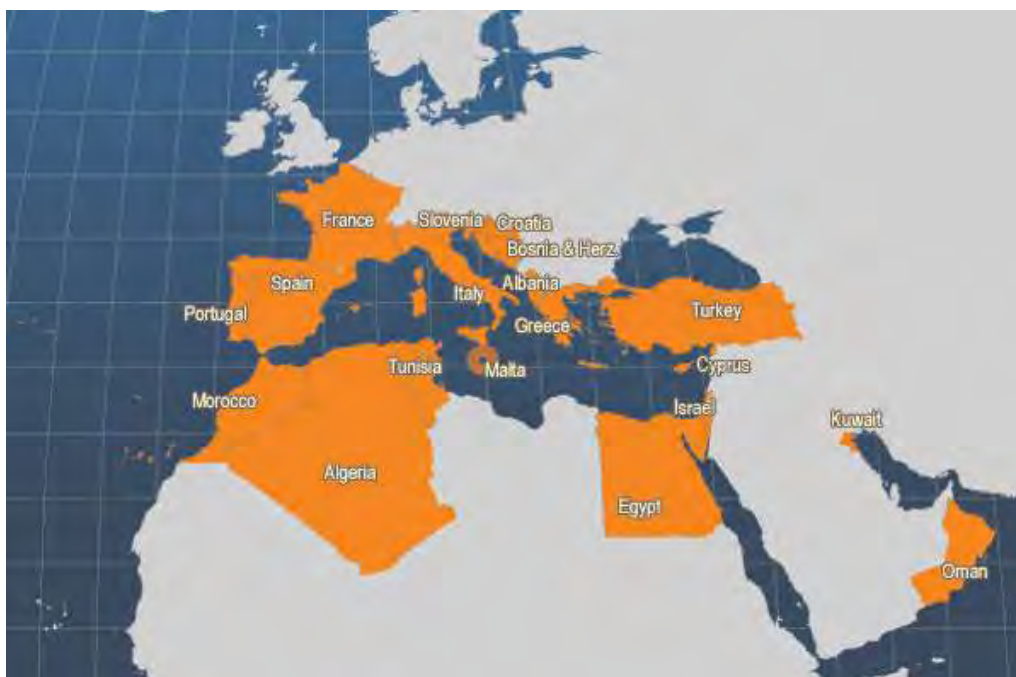 France
Slovenia
Croatia
Bosnia & Herz.
Spain
Albania
Italy
Portugal
Greece
Turkey
Tunisia
Malta
Cyprus
Morocco
Israel
Kuwait
Algeria
Egypt
Oman